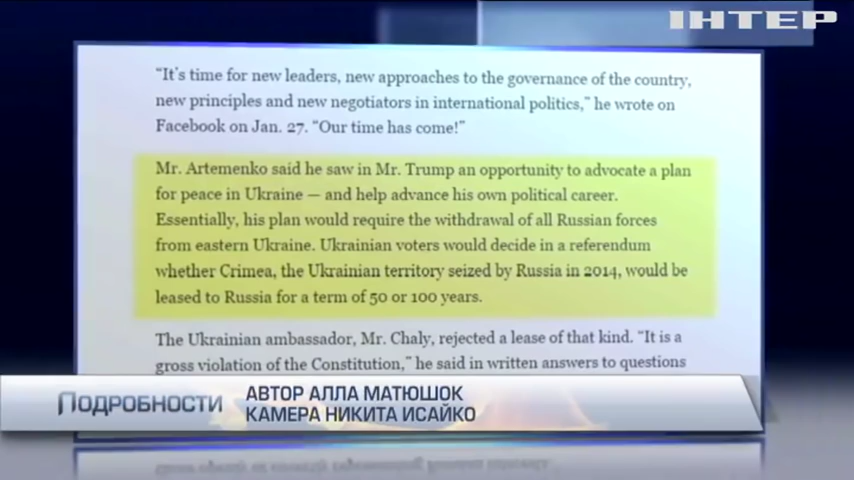 ІНТЕР
“It’s time for new leaders, new approaches to the governance of the country,
new principles and new negotiators in international politics,” he wrote on
Facebook on Jan. 27. “Our time has come!”
Mr. Artemenko said he saw in Mr. Trump an opportunity to advocate a plan
for peace in Ukraine — and help advance his own political career.
Essentially, his plan would require the withdrawal of all Russian forces
from eastern Ukraine. Ukrainian voters would decide in a referendum
whether Crimea, the Ukrainian territory seized by Russia in 2014, would be
leased to Russia for a term of 50 or 100 years.
The Ukrainian ambassador, Mr. Chaly, rejected a lease of that kind. “It is a
gross violation of the Constitution,” he said in written answers to questions
ПОДРОБНОСТИ
АВТОР АЛЛА МАТЮШОК
КАМЕРА НИКИТА ИСАЙКО